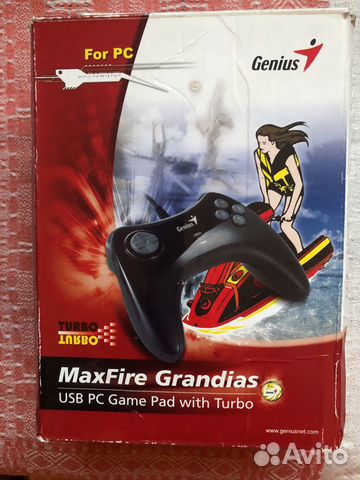 For PC
Genius
Genius
TURBO
TURBO
MaxFire Grandias
USB PC Game Pad with Turbo
www.geniusnet.com
Avito